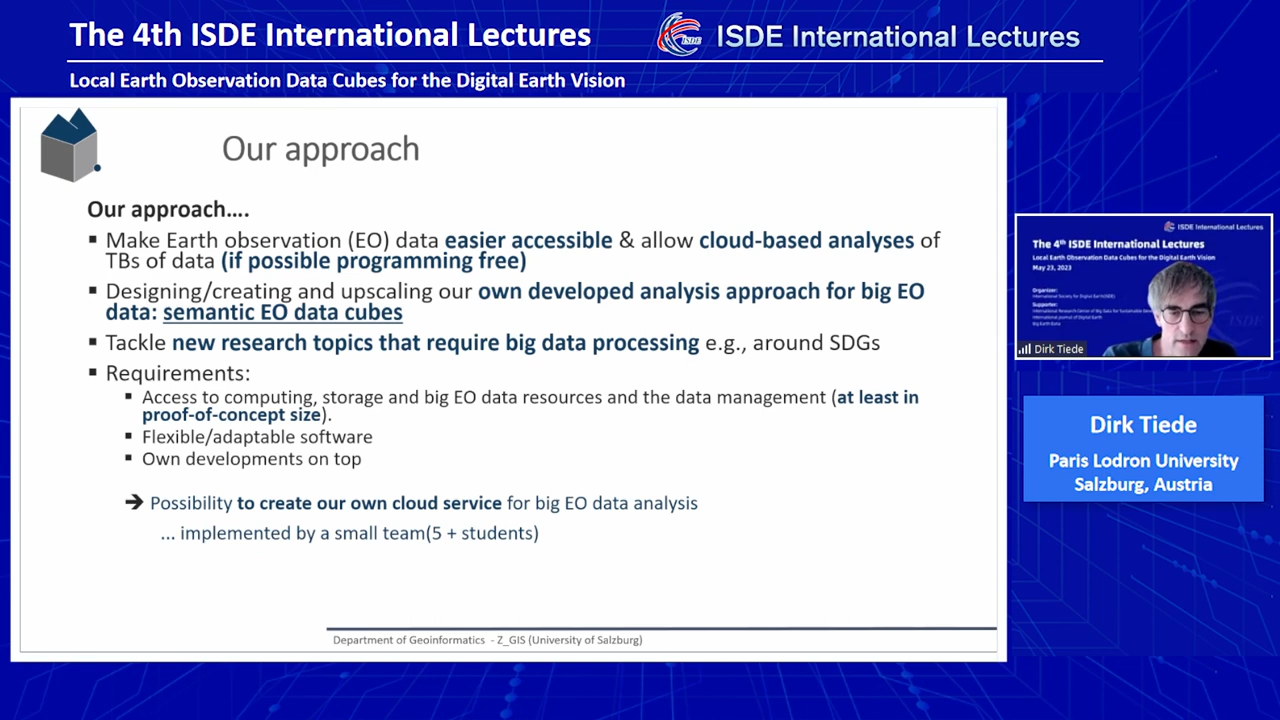 The 4th ISDE International Lectures
ISDE
ISDE International Lectures
Local Earth Observation Data Cubes for the Digital Earth Vision
Our approach
Our approach....
▪ Make Earth observation (EO) data easier accessible & allow cloud-based analyses of
TBs of data (if possible programming free)
▪ Designing/creating and upscaling our own developed analysis approach for big EO
data: semantic EO data cubes
▪ Tackle new research topics that require big data processing e.g., around SDGs
▪ Requirements:
▪ Access to computing, storage and big EO data resources and the data management (at least in
proof-of-concept size).
▪ Flexible/adaptable software
▪ Own developments on top
➔ Possibility to create our own cloud service for big EO data analysis
... implemented by a small team(5 + students)
Department of Geoinformatics - Z_GIS (University of Salzburg)
ISDE International Lectures
The 4th ISDE International Lectures
Local Earth Observation Data Cubes for the Digital Earth Vision
May 23, 2023
Organizer:
International Society for Digital Earth(ISDE)
Supporter:
International Research Center of Big Data for Sustainable
International Journal of Digital Earth
Big Earth Data
Dirk Tiede
Dirk Tiede
Paris Lodron University
Salzburg, Austria